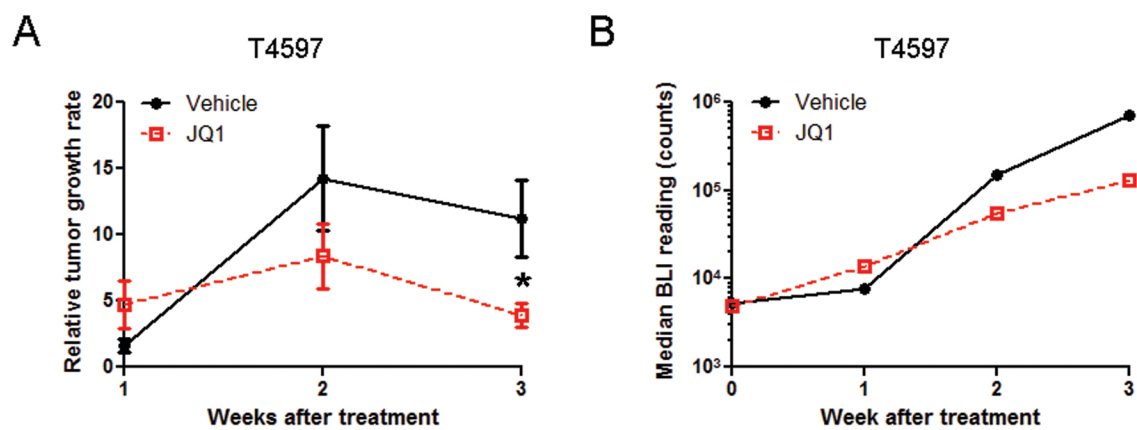 A
T4597
Vehicle
JQ1
Relative tumor growth rate
20
15
10
5
0
*
1 2 3
Weeks after treatment
B
T4597
Vehicle
JQ1
Median BLI reading (counts)
10⁶
10⁵
10⁴
10³
0 1 2 3
Week after treatment